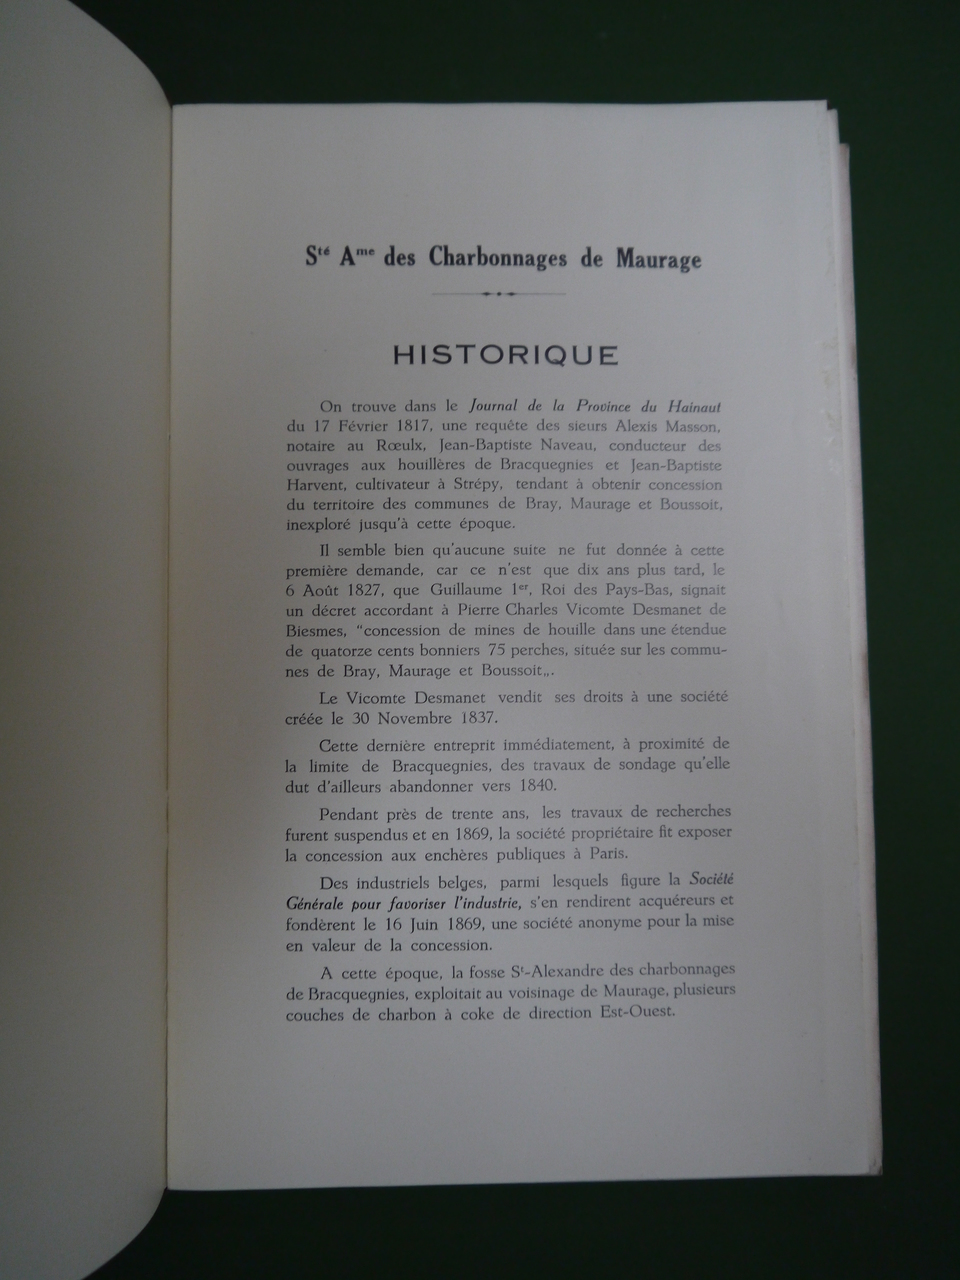 Sté Ame des Charbonnages de Maurage
HISTORIQUE
On trouve dans le Journal de la Province du Hainaut
du 17 Février 1817, une requête des sieurs Alexis Masson,
notaire au Rœulx, Jean-Baptiste Naveau, conducteur des
ouvrages aux houillères de Bracquegnies et Jean-Baptiste
Harvent, cultivateur à Strépy, tendant à obtenir concession
du territoire des communes de Bray, Maurage et Boussoit,
inexploré jusqu'à cette époque.
Il semble bien qu'aucune suite ne fut donnée à cette
première demande, car ce n'est que dix ans plus tard, le
6 Août 1827, que Guillaume 1er, Roi des Pays-Bas, signait
un décret accordant à Pierre Charles Vicomte Desmanet de
Biesmes, "concession de mines de houille dans une étendue
de quatorze cents bonniers 75 perches, située sur les commu-
nes de Bray, Maurage et Boussoit„.
Le Vicomte Desmanet vendit ses droits à une société
créée le 30 Novembre 1837.
Cette dernière entreprit immédiatement, à proximité de
la limite de Bracquegnies, des travaux de sondage qu'elle
dut d'ailleurs abandonner vers 1840.
Pendant près de trente ans, les travaux de recherches
furent suspendus et en 1869, la société propriétaire fit exposer
la concession aux enchères publiques à Paris.
Des industriels belges, parmi lesquels figure la Société
Générale pour favoriser l'industrie, s'en rendirent acquéreurs et
fondèrent le 16 Juin 1869, une société anonyme pour la mise
en valeur de la concession.
A cette époque, la fosse St-Alexandre des charbonnages
de Bracquegnies, exploitait au voisinage de Maurage, plusieurs
couches de charbon à coke de direction Est-Ouest.